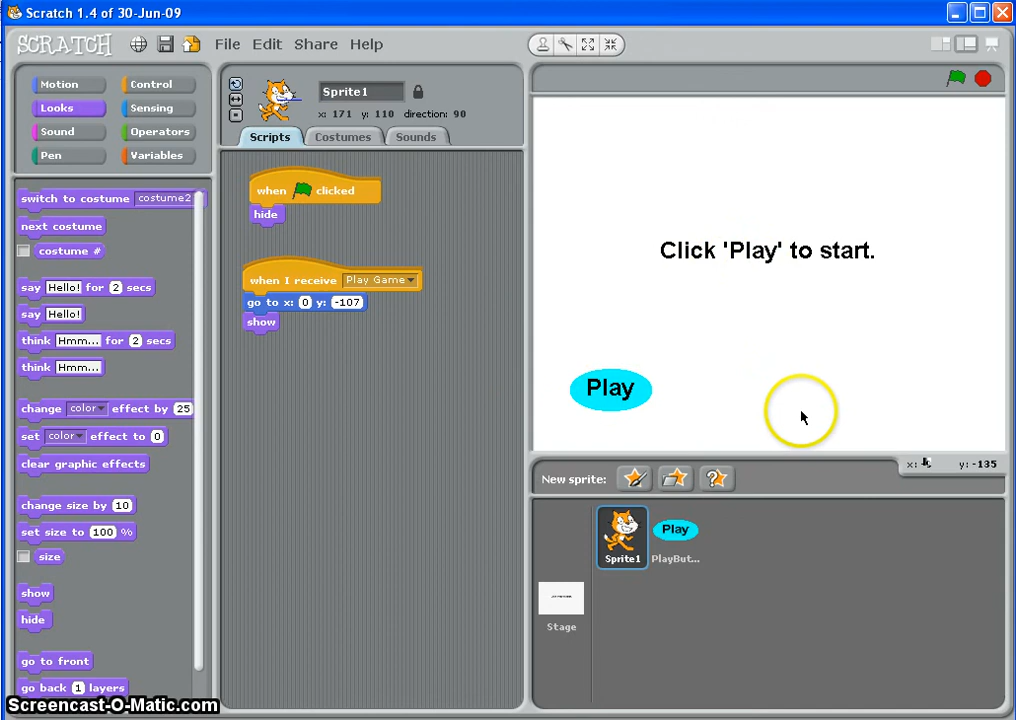 Scratch 1.4 of 30-Jun-09
SCRATCH File Edit Share Help
Motion Control
Looks Sensing
Sound Operators
Pen Variables
switch to costume costume2
next costume
costume #
say Hello! for 2 secs
say Hello!
think Hmm... for 2 secs
think Hmm...
change color effect by 25
set color effect to 0
clear graphic effects
change size by 10
set size to 100 %
size
show
hide
go to front
go back 1 layers
Sprite1
x: 171 y: 110 direction: 90
Scripts Costumes Sounds
when clicked
hide
when I receive Play Game
go to x: 0 y: -107
show
Click 'Play' to start.
Play
x: y: -135
New sprite:
Play
Sprite1 PlayBut...
Stage
Screencast-O-Matic.com